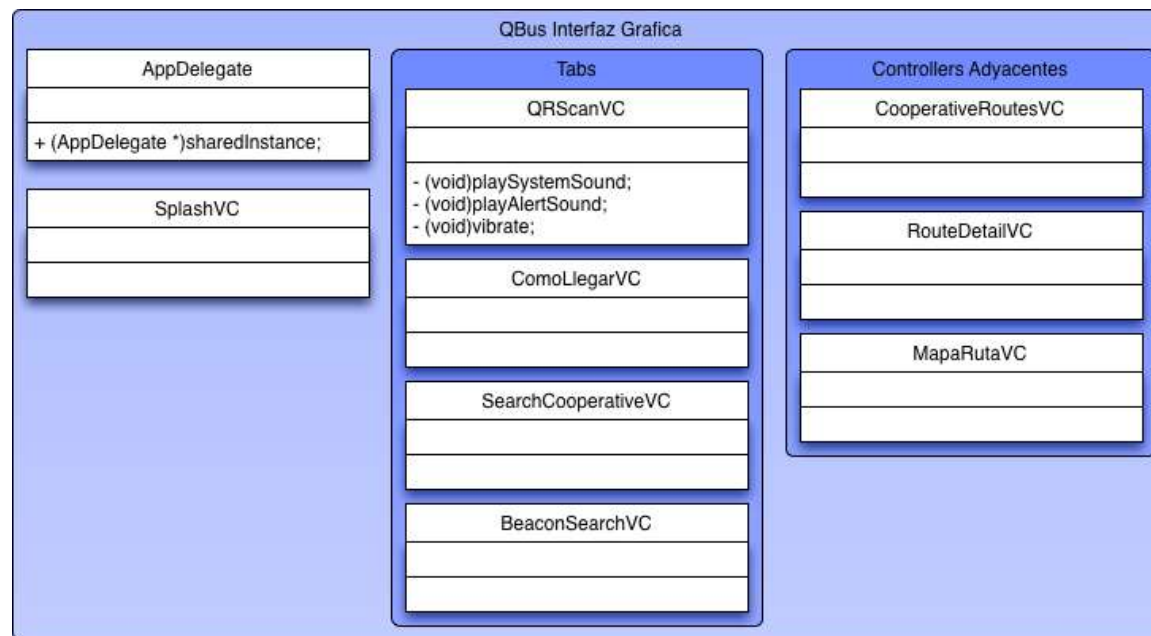 QBus Interfaz Grafica
AppDelegate
+ (AppDelegate *)sharedInstance;
SplashVC
Tabs
QRScanVC
- (void)playSystemSound;
- (void)playAlertSound;
- (void)vibrate;
ComoLlegarVC
SearchCooperativeVC
BeaconSearchVC
Controllers Adyacentes
CooperativeRoutesVC
RouteDetailVC
MapaRutaVC